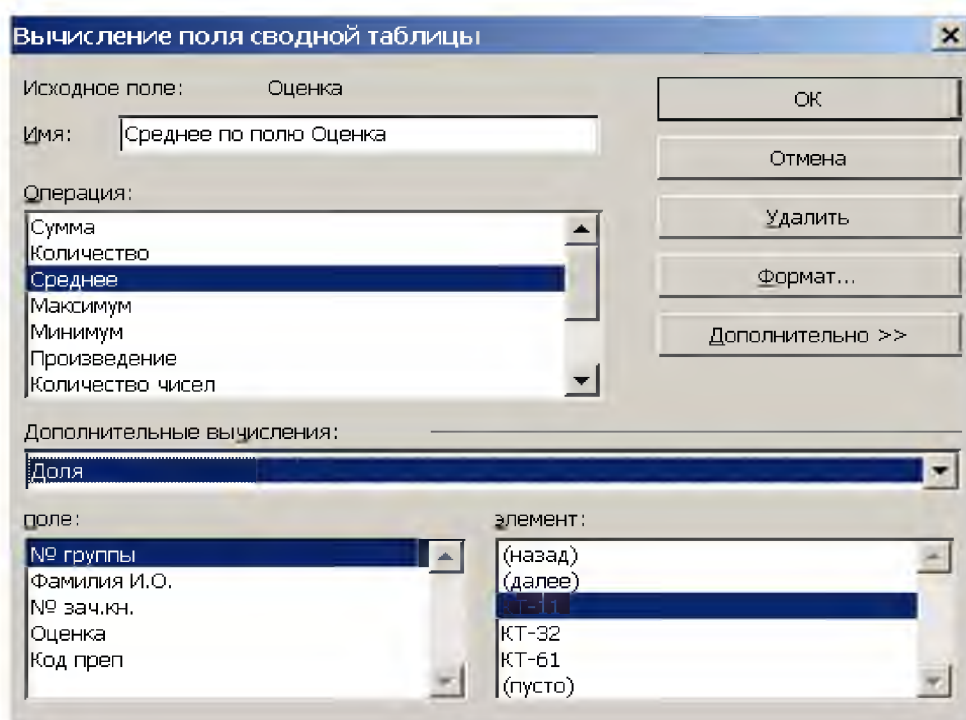 Вычисление поля сводной таблицы
Исходное поле: Оценка
Имя: Среднее по полю Оценка
Операция:
Сумма
Количество
Среднее
Максимум
Минимум
Произведение
Количество чисел
OK
Отмена
Удалить
Формат...
Дополнительно >>
Дополнительные вычисления:
Доля
поле:
№ группы
Фамилия И.О.
№ зач.кн.
Оценка
Код преп
элемент:
(назад)
(далее)
КТ-32
КТ-61
(пусто)